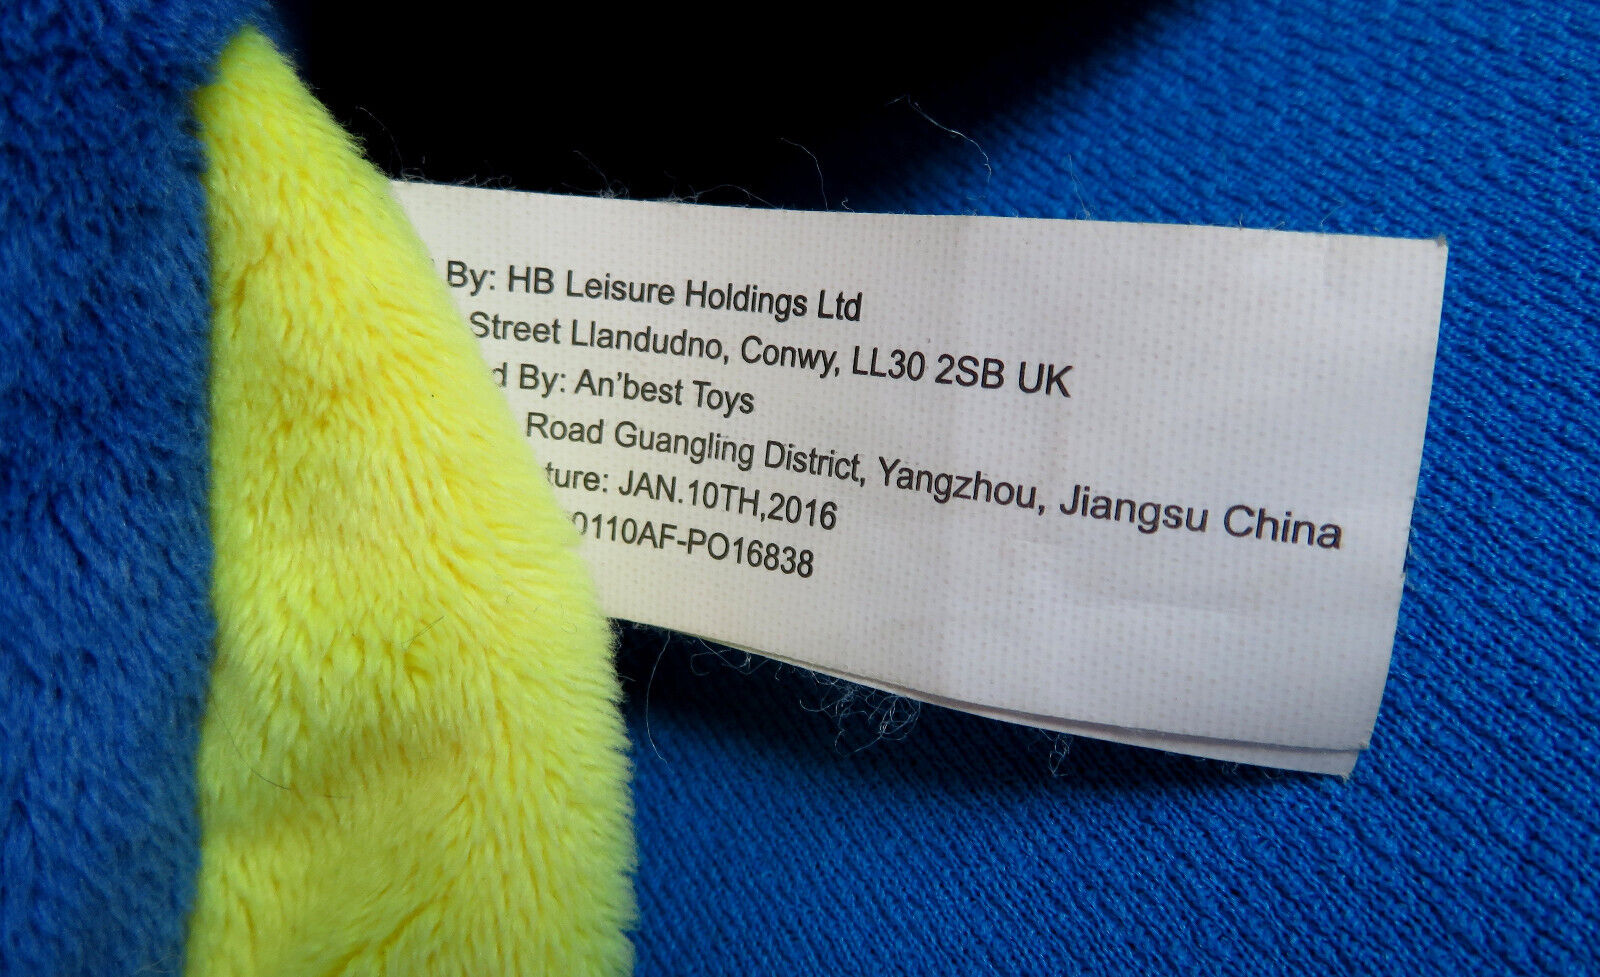 By: HB Leisure Holdings Ltd
Street Llandudno, Conwy, LL30 2SB UK
By: An'best Toys
Road Guangling District, Yangzhou, Jiangsu China
JAN.10TH,2016
0110AF-PO16838